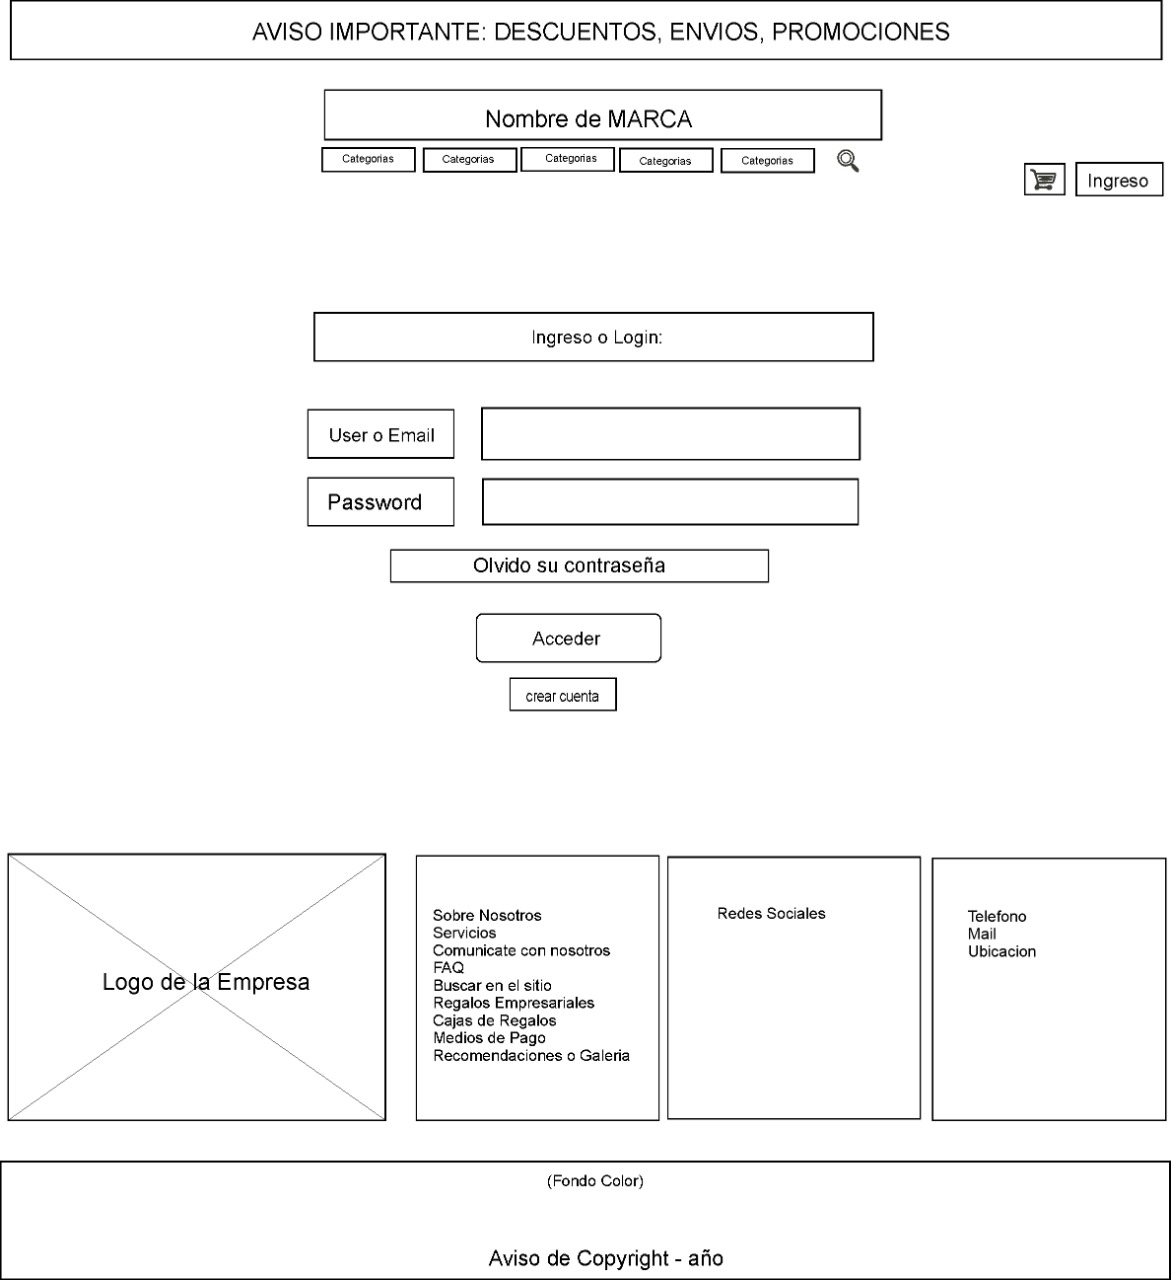 AVISO IMPORTANTE: DESCUENTOS, ENVIOS, PROMOCIONES
Nombre de MARCA
Categorias Categorias Categorias Categorias Categorias
Ingreso
Ingreso o Login:
User o Email
Password
Olvido su contraseña
Acceder
crear cuenta
Logo de la Empresa
Sobre Nosotros
Servicios
Comunicate con nosotros
FAQ
Buscar en el sitio
Regalos Empresariales
Cajas de Regalos
Medios de Pago
Recomendaciones o Galeria
Redes Sociales
Telefono
Mail
Ubicacion
(Fondo Color)
Aviso de Copyright - año